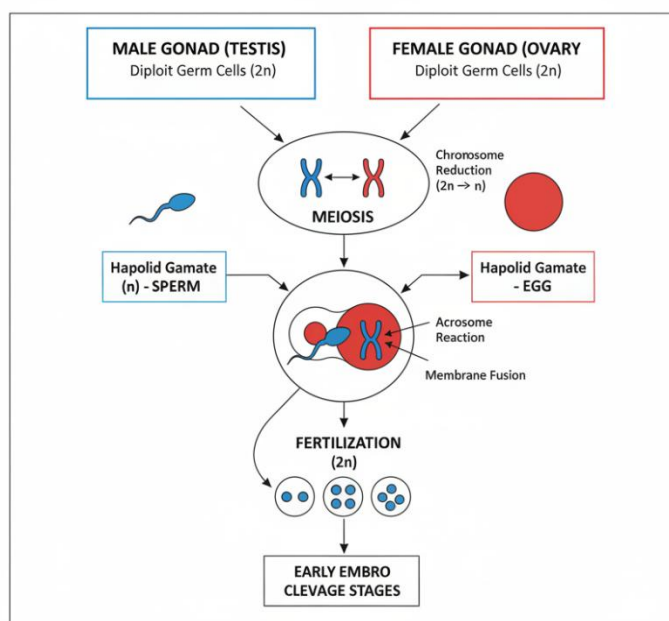 MALE GONAD (TESTIS)
Diploit Germ Cells (2n)
FEMALE GONAD (OVARY
Diploit Germ Cells (2n)
Chronosome
Reduction
(2n → n)
MEIOSIS
Hapolid Gamate
(n) - SPERM
Hapolid Gamate
- EGG
Acrosome
Reaction
Membrane Fusion
FERTILIZATION
(2n)
EARLY EMBRO
CLEVAGE STAGES